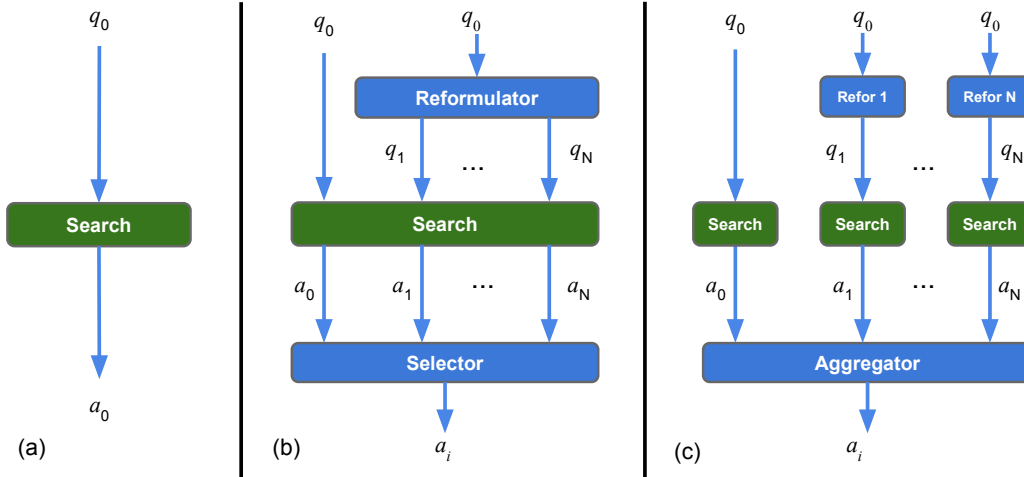 q0
Search
a0
(a)
q0
q0
Reformulator
q1
...
qN
Search
a0
a1
...
aN
Selector
ai
(b)
q0
q0
q0
Refor 1
Refor N
q1
...
qN
Search
Search
Search
a0
a1
...
aN
Aggregator
ai
(c)